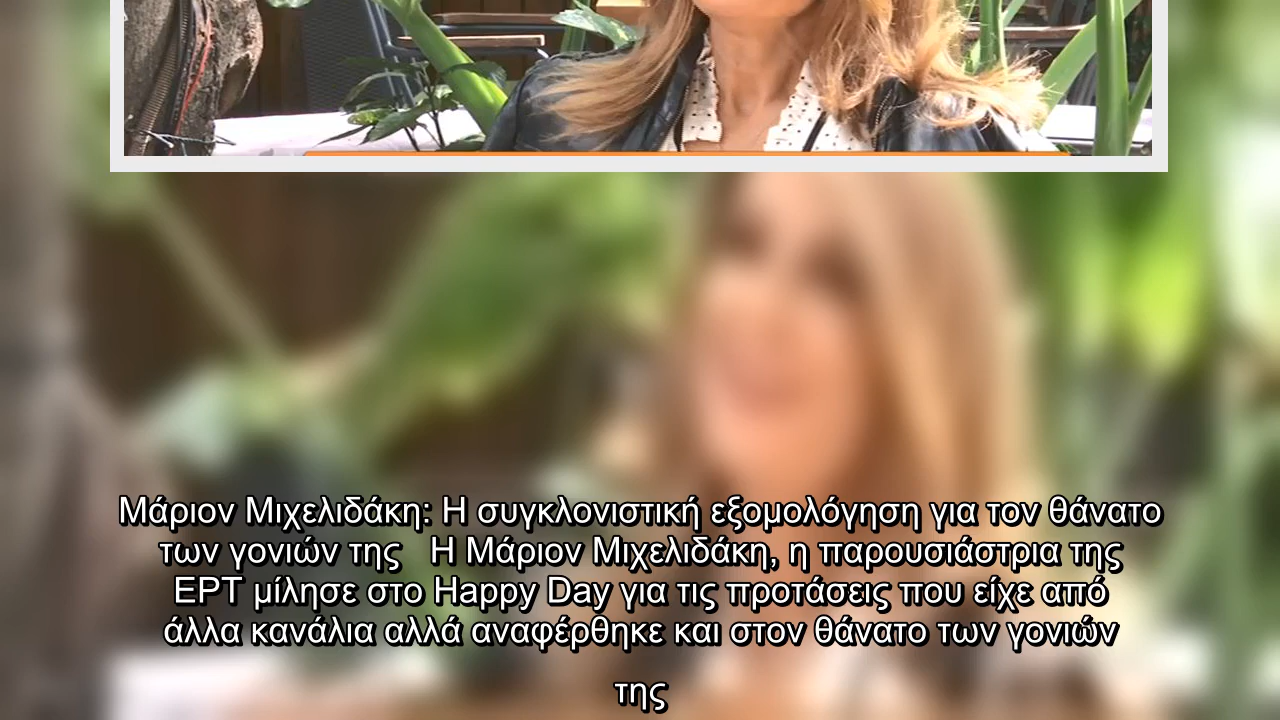 Μάριον Μιχελιδάκη: Η συγκλονιστική εξομολόγηση για τον θάνατο
των γονιών της   Η Μάριον Μιχελιδάκη, η παρουσιάστρια της
ΕΡΤ μίλησε στο Happy Day για τις προτάσεις που είχε από
άλλα κανάλια αλλά αναφέρθηκε και στον θάνατο των γονιών
της